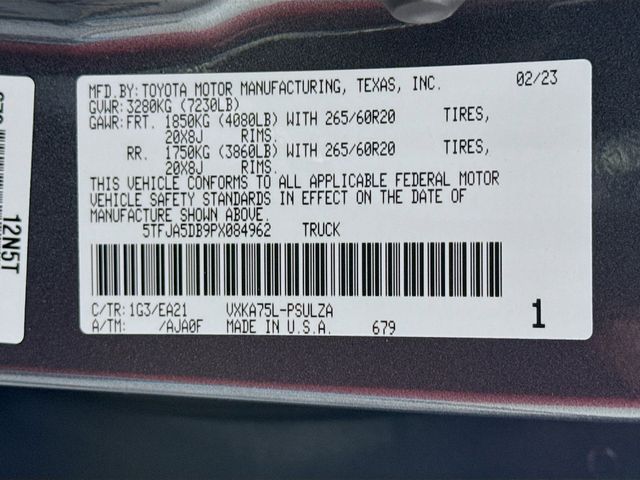 MFD.BY:TOYOTA MOTOR MANUFACTURING, TEXAS, INC. 02/23
GVWR:3280KG (7230LB)
GAWR:FRT. 1850KG (4080LB) WITH 265/60R20 TIRES,
20X8J RIMS.
RR. 1750KG (3860LB) WITH 265/60R20 TIRES,
20X8J RIMS.
THIS VEHICLE CONFORMS TO ALL APPLICABLE FEDERAL MOTOR
VEHICLE SAFETY STANDARDS IN EFFECT ON THE DATE OF
MANUFACTURE SHOWN ABOVE.
5TFJA5DB9PX084962 TRUCK
C/TR:1G3/EA21 VXKA75L-PSULZA
A/TM: /AJA0F MADE IN U.S.A. 679
1
12N5T